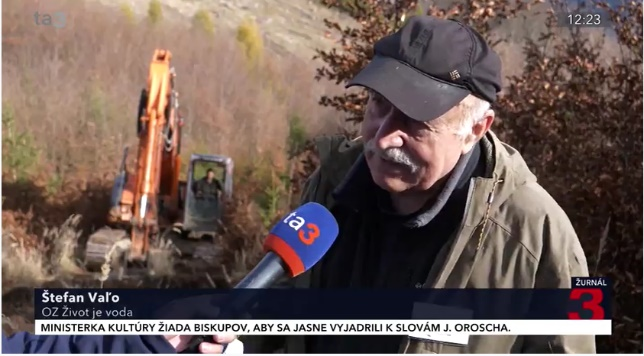 ta3
12:23
ta3
ŽURNÁL
3
Štefan Vaľo
OZ Život je voda
MINISTERKA KULTÚRY ŽIADA BISKUPOV, ABY SA JASNE VYJADRILI K SLOVÁM J. OROSCHA.